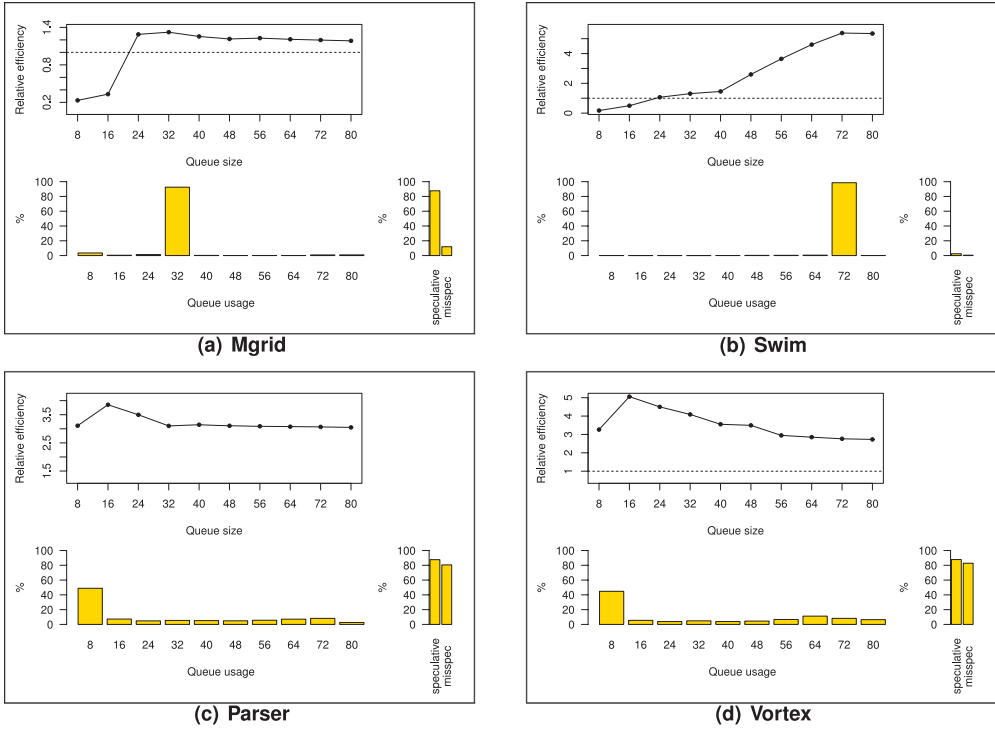 Relative efficiency
0.2 0.8 1.4
8 16 24 32 40 48 56 64 72 80
Queue size
%
0 20 40 60 80 100
8 16 24 32 40 48 56 64 72 80
Queue usage
%
0 20 40 60 80 100
speculative
misspec
(a) Mgrid
Relative efficiency
0 2 4
8 16 24 32 40 48 56 64 72 80
Queue size
%
0 20 40 60 80 100
8 16 24 32 40 48 56 64 72 80
Queue usage
%
0 20 40 60 80 100
speculative
misspec
(b) Swim
Relative efficiency
1.5 2.5 3.5
8 16 24 32 40 48 56 64 72 80
Queue size
%
0 20 40 60 80 100
8 16 24 32 40 48 56 64 72 80
Queue usage
%
0 20 40 60 80 100
speculative
misspec
(c) Parser
Relative efficiency
1 2 3 4 5
8 16 24 32 40 48 56 64 72 80
Queue size
%
0 20 40 60 80 100
8 16 24 32 40 48 56 64 72 80
Queue usage
%
0 20 40 60 80 100
speculative
misspec
(d) Vortex